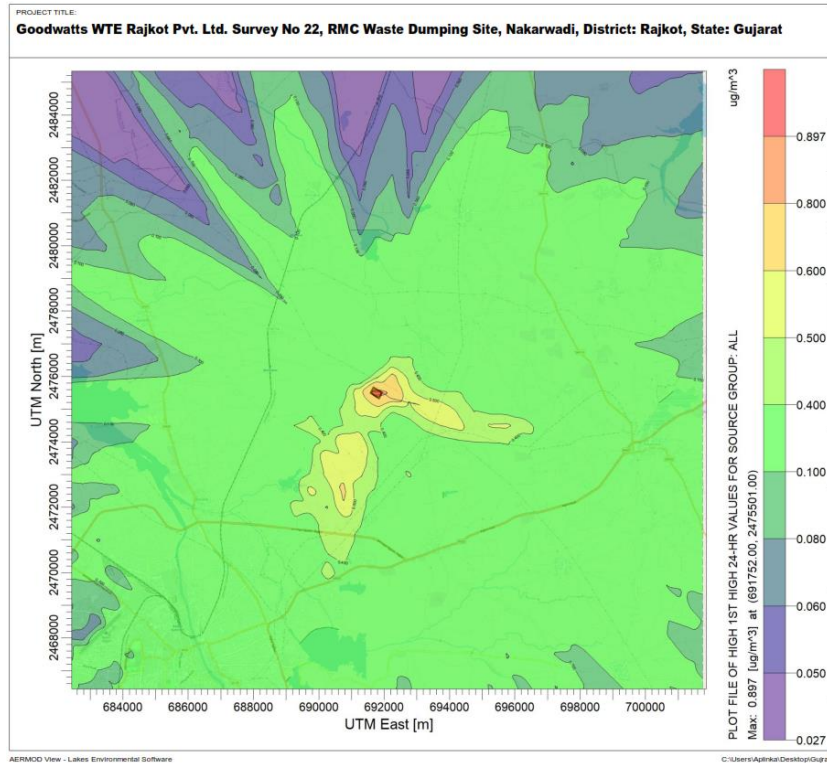 PROJECT TITLE:
Goodwatts WTE Rajkot Pvt. Ltd. Survey No 22, RMC Waste Dumping Site, Nakarwadi, District: Rajkot, State: Gujarat
ug/m^3
0.897
0.800
0.600
0.500
0.400
0.100
0.080
0.060
0.050
0.027
PLOT FILE OF HIGH 1ST HIGH 24-HR VALUES FOR SOURCE GROUP: ALL
Max: 0.897 [ug/m^3] at (691752.00, 2475501.00)
UTM North [m]
2484000
2482000
2480000
2478000
2476000
2474000
2472000
2470000
2468000
684000 686000 688000 690000 692000 694000 696000 698000 700000
UTM East [m]
AERMOD View - Lakes Environmental Software
C:\Users\Aplinka\Desktop\Gujra